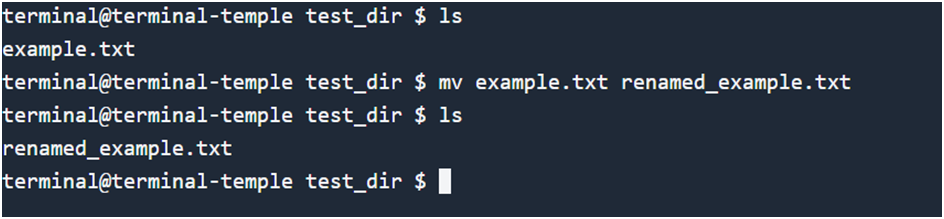 terminal@terminal-temple test_dir $ ls
example.txt
terminal@terminal-temple test_dir $ mv example.txt renamed_example.txt
terminal@terminal-temple test_dir $ ls
renamed_example.txt
terminal@terminal-temple test_dir $